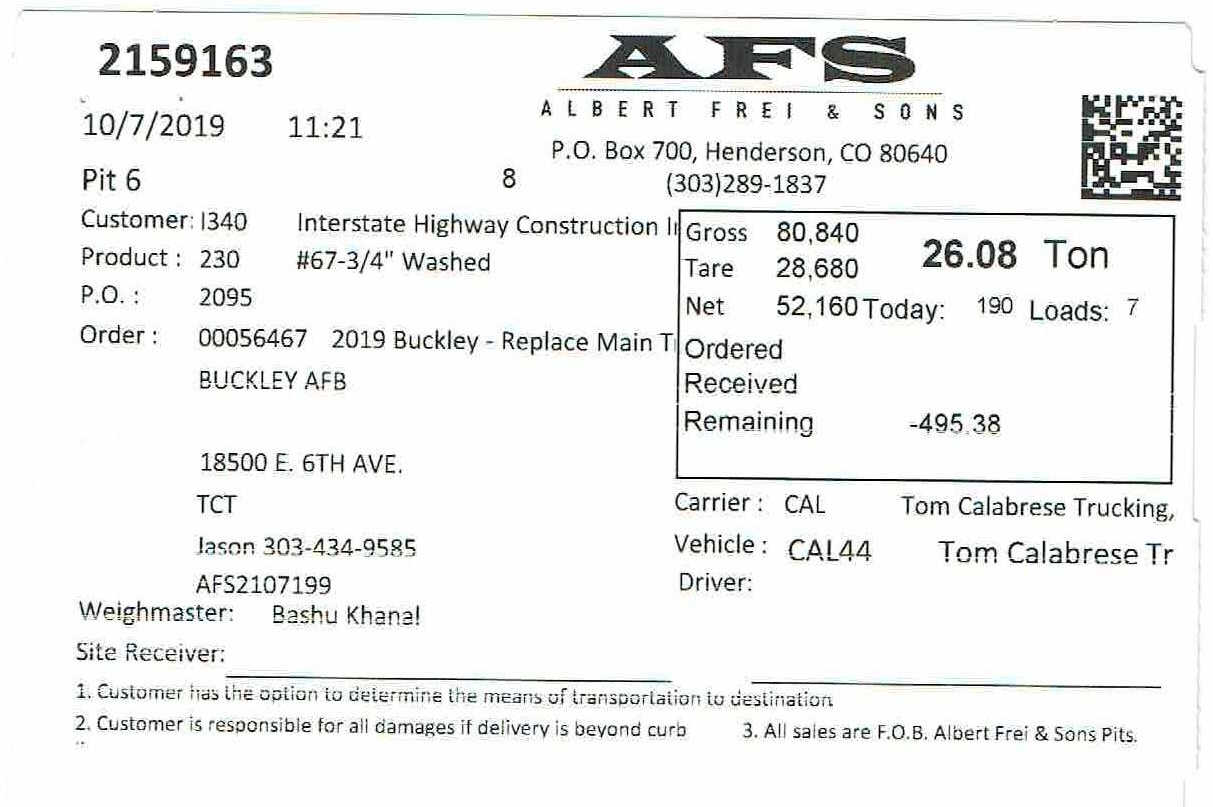 2159163
AFS
ALBERT FREI & SONS
10/7/2019 11:21
P.O. Box 700, Henderson, CO 80640
Pit 6 8 (303)289-1837
Customer: I340 Interstate Highway Construction I
Product : 230 #67-3/4" Washed
P.O. : 2095
Order : 00056467 2019 Buckley - Replace Main T
BUCKLEY AFB
18500 E. 6TH AVE.
TCT
Jason 303-434-9585
AFS2107199
Gross 80,840 26.08 Ton
Tare 28,680
Net 52,160 Today: 190 Loads: 7
Ordered
Received
Remaining -495.38
Carrier : CAL Tom Calabrese Trucking,
Vehicle : CAL44 Tom Calabrese Tr
Driver:
Weighmaster: Bashu Khanal
Site Receiver:
1. Customer has the option to determine the means of transportation to destination
2. Customer is responsible for all damages if delivery is beyond curb 3. All sales are F.O.B. Albert Frei & Sons Pits.